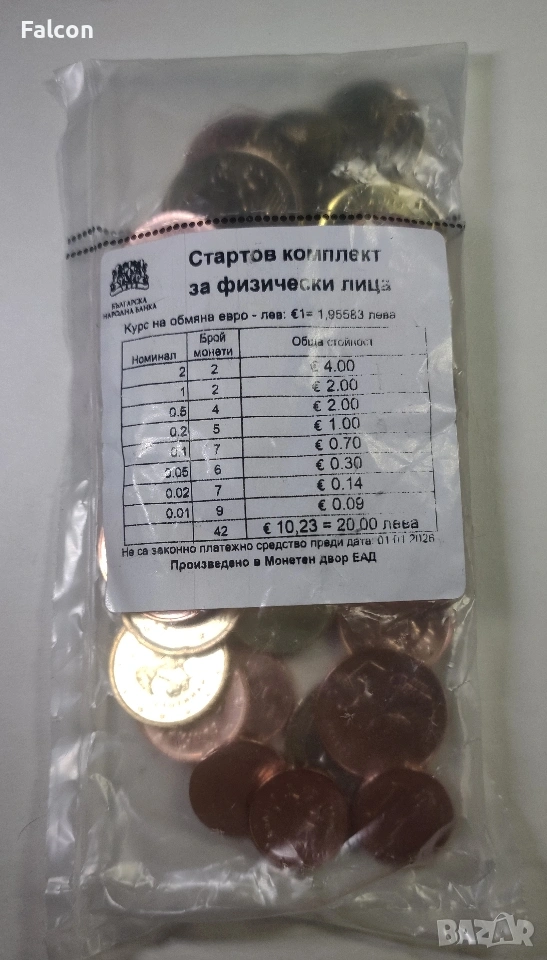 Falcon
Стартов комплект
за физически лица
БЪЛГАРСКА
НАРОДНА БАНКА
Курс на обмяна евро - лев: €1= 1,95583 лева
Номинал Брой монети Обща стойност
2 2 € 4.00
1 2 € 2.00
0.5 4 € 2.00
0.2 5 € 1.00
0.1 7 € 0.70
0.05 6 € 0.30
0.02 7 € 0.14
0.01 9 € 0.09
42 € 10,23 = 20,00 лева
Не са законно платежно средство преди дата: 01.01.2026
Произведено в Монетен двор ЕАД
BAZAR